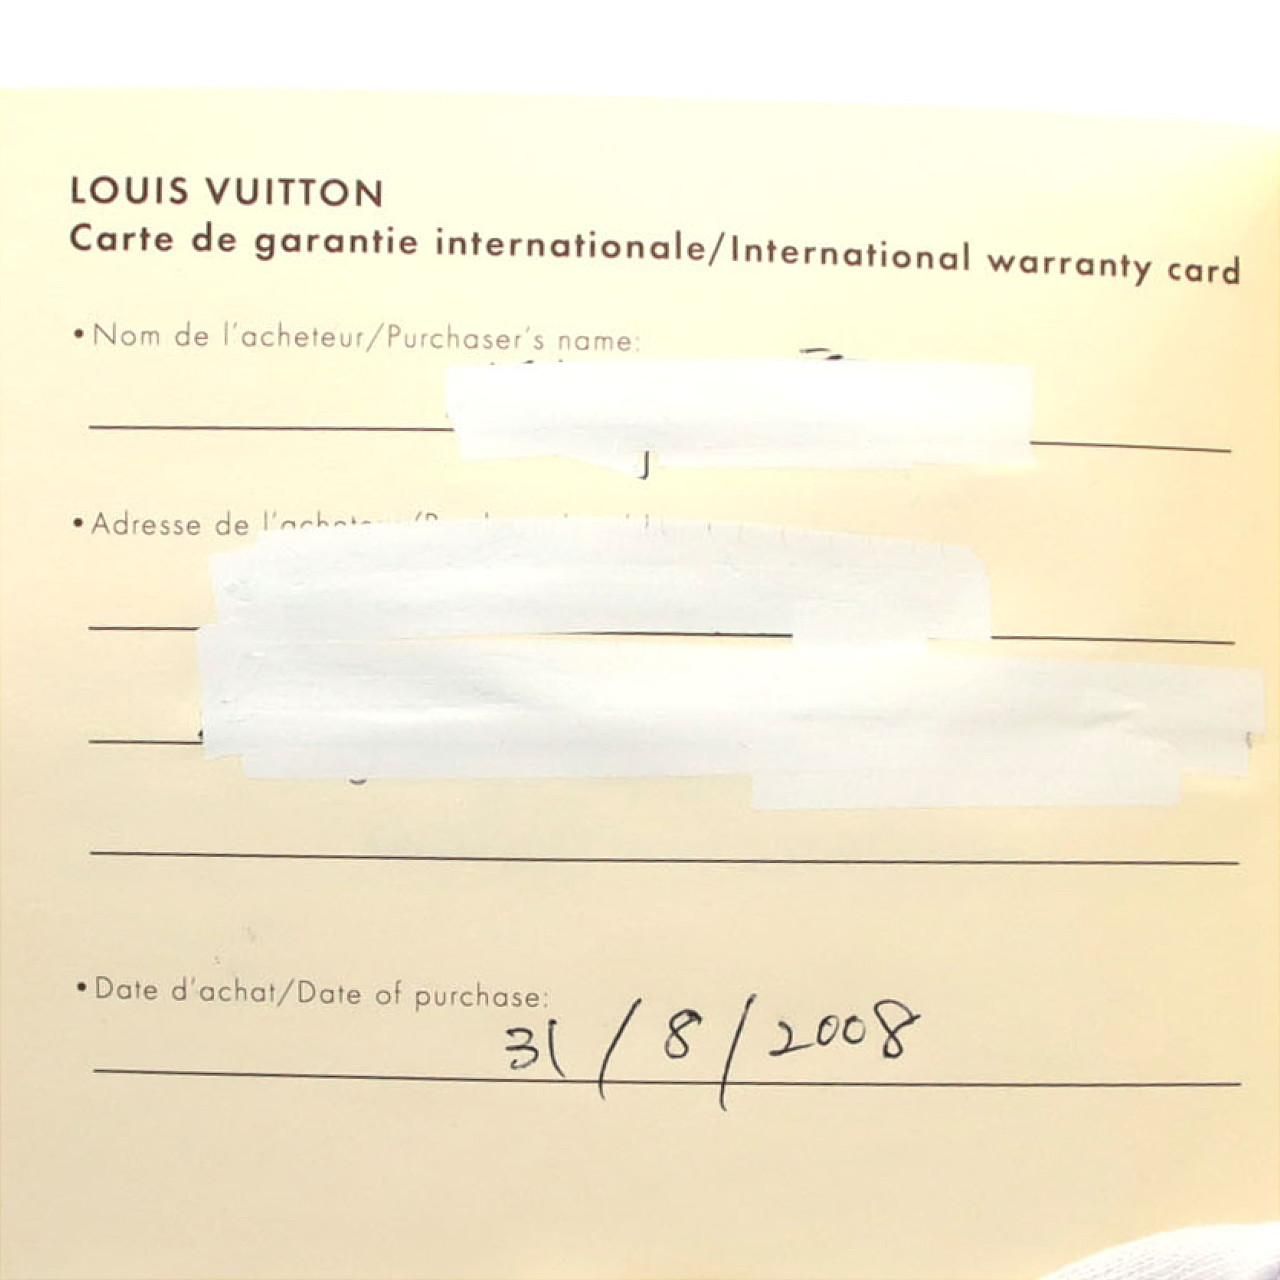 LOUIS VUITTON
Carte de garantie internationale/International warranty card
• Nom de l'acheteur/Purchaser's name:
• Adresse de
• Date d'achat/Date of purchase:
31/8/2008